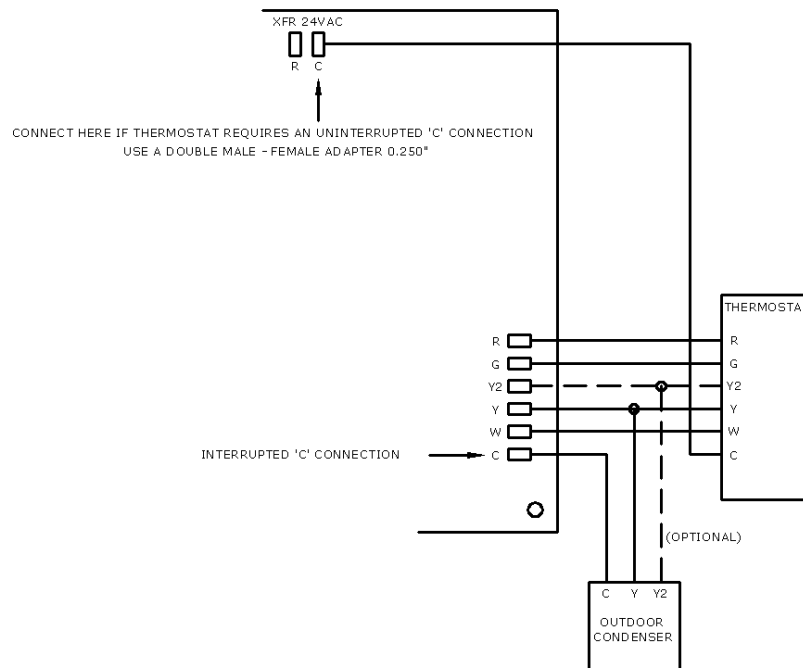 XFR 24VAC
R C
CONNECT HERE IF THERMOSTAT REQUIRES AN UNINTERRUPTED 'C' CONNECTION
USE A DOUBLE MALE - FEMALE ADAPTER 0.250"
THERMOSTA
R R
G G
Y2 Y2
Y Y
W W
INTERRUPTED 'C' CONNECTION C C
(OPTIONAL)
C Y Y2
OUTDOOR
CONDENSER